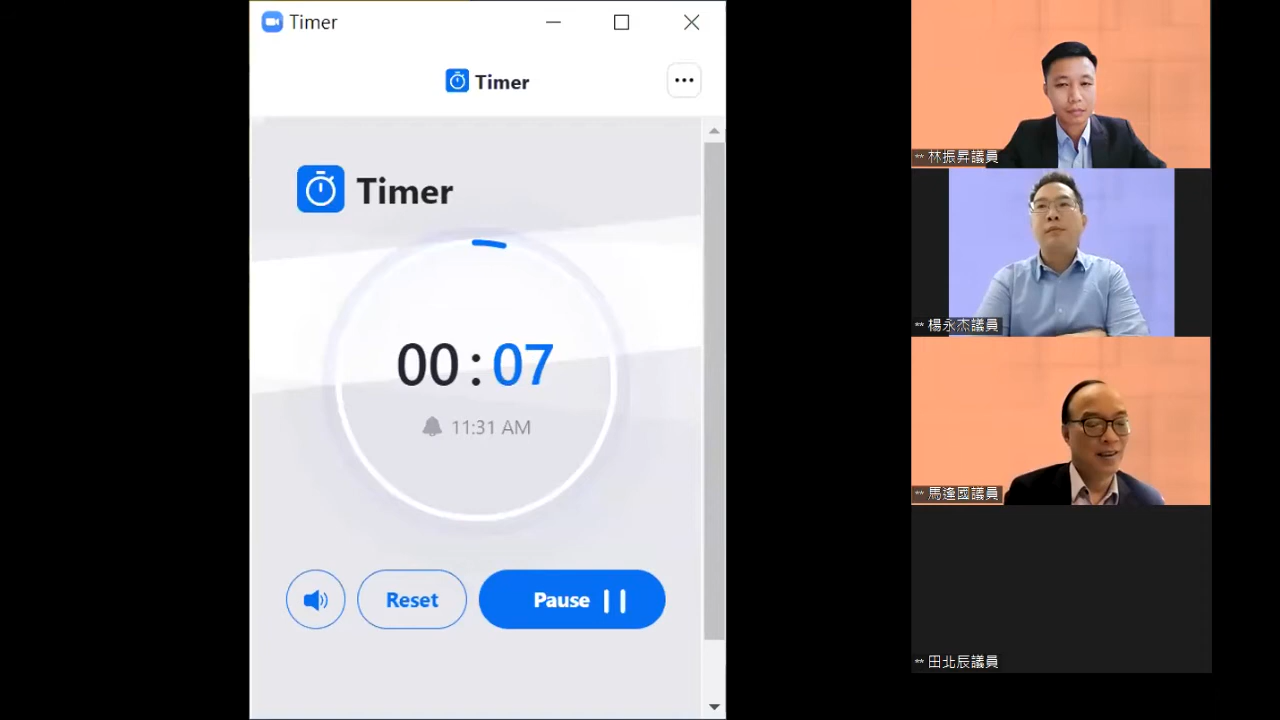 Timer
Timer
Timer
00:07
11:31 AM
Reset
Pause
** 林振昇議員
** 楊永杰議員
** 馬逢國議員
** 田北辰議員